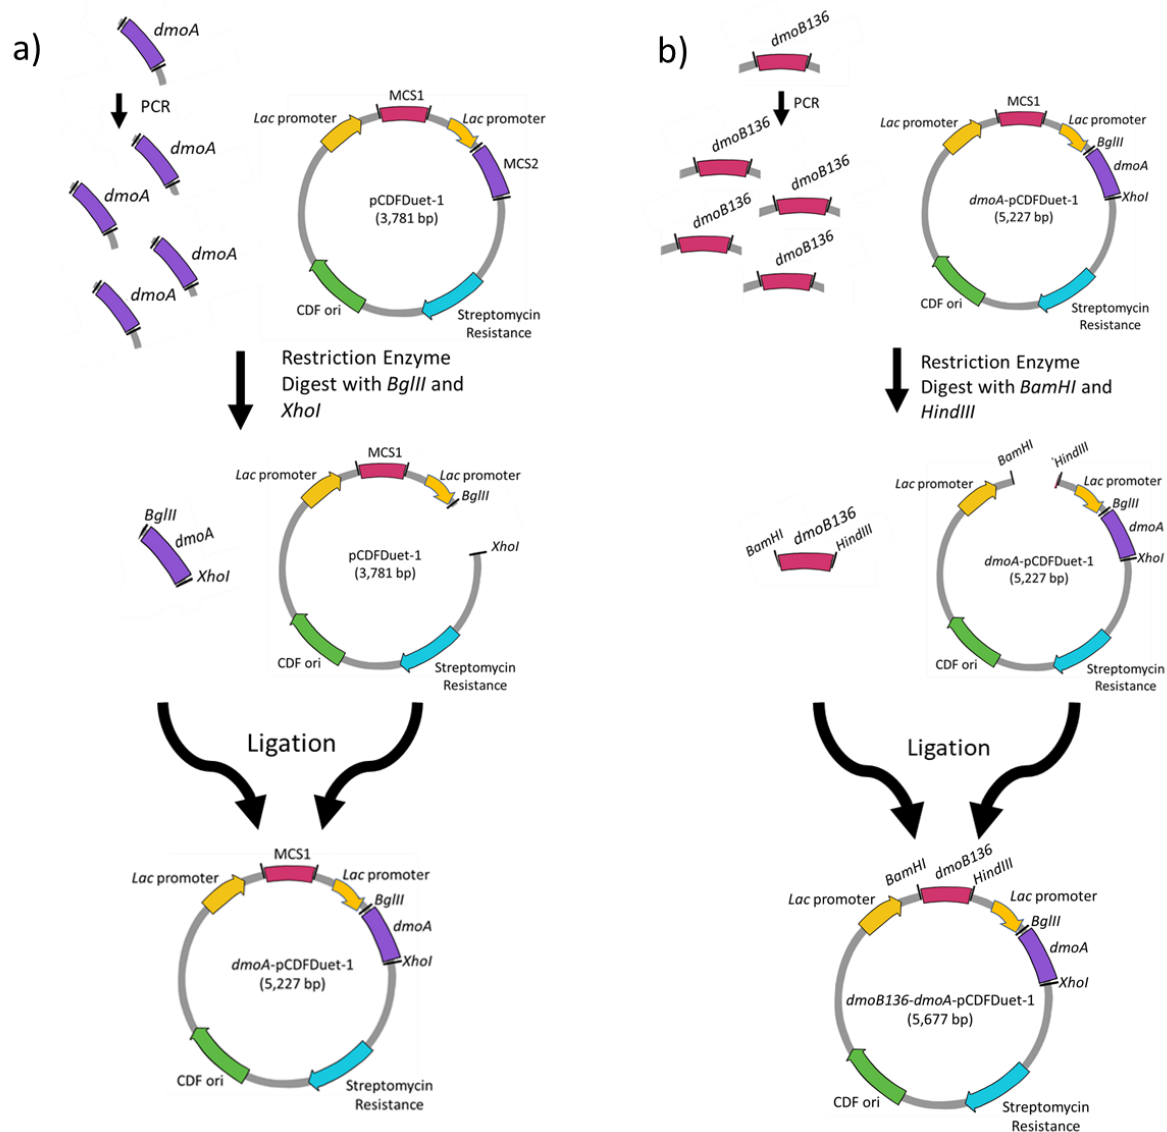 a)
dmoA
PCR
dmoA
dmoA
dmoA
dmoA
MCS1
Lac promoter
Lac promoter
MCS2
pCDFDuet-1
(3,781 bp)
CDF ori
Streptomycin
Resistance
Restriction Enzyme
Digest with BglII and
XhoI
BglII
dmoA
XhoI
MCS1
Lac promoter
Lac promoter
BglII
XhoI
pCDFDuet-1
(3,781 bp)
CDF ori
Streptomycin
Resistance
Ligation
MCS1
Lac promoter
Lac promoter
BglII
dmoA
XhoI
dmoA-pCDFDuet-1
(5,227 bp)
CDF ori
Streptomycin
Resistance
b)
dmoB136
PCR
dmoB136
dmoB136
dmoB136
dmoB136
MCS1
Lac promoter
Lac promoter
BglII
dmoA
XhoI
dmoA-pCDFDuet-1
(5,227 bp)
CDF ori
Streptomycin
Resistance
Restriction Enzyme
Digest with BamHI and
HindIII
BamHI
dmoB136
HindIII
BamHI
HindIII
Lac promoter
Lac promoter
BglII
dmoA
XhoI
dmoA-pCDFDuet-1
(5,227 bp)
CDF ori
Streptomycin
Resistance
Ligation
BamHI
dmoB136
HindIII
Lac promoter
Lac promoter
BglII
dmoA
XhoI
dmoB136-dmoA-pCDFDuet-1
(5,677 bp)
CDF ori
Streptomycin
Resistance